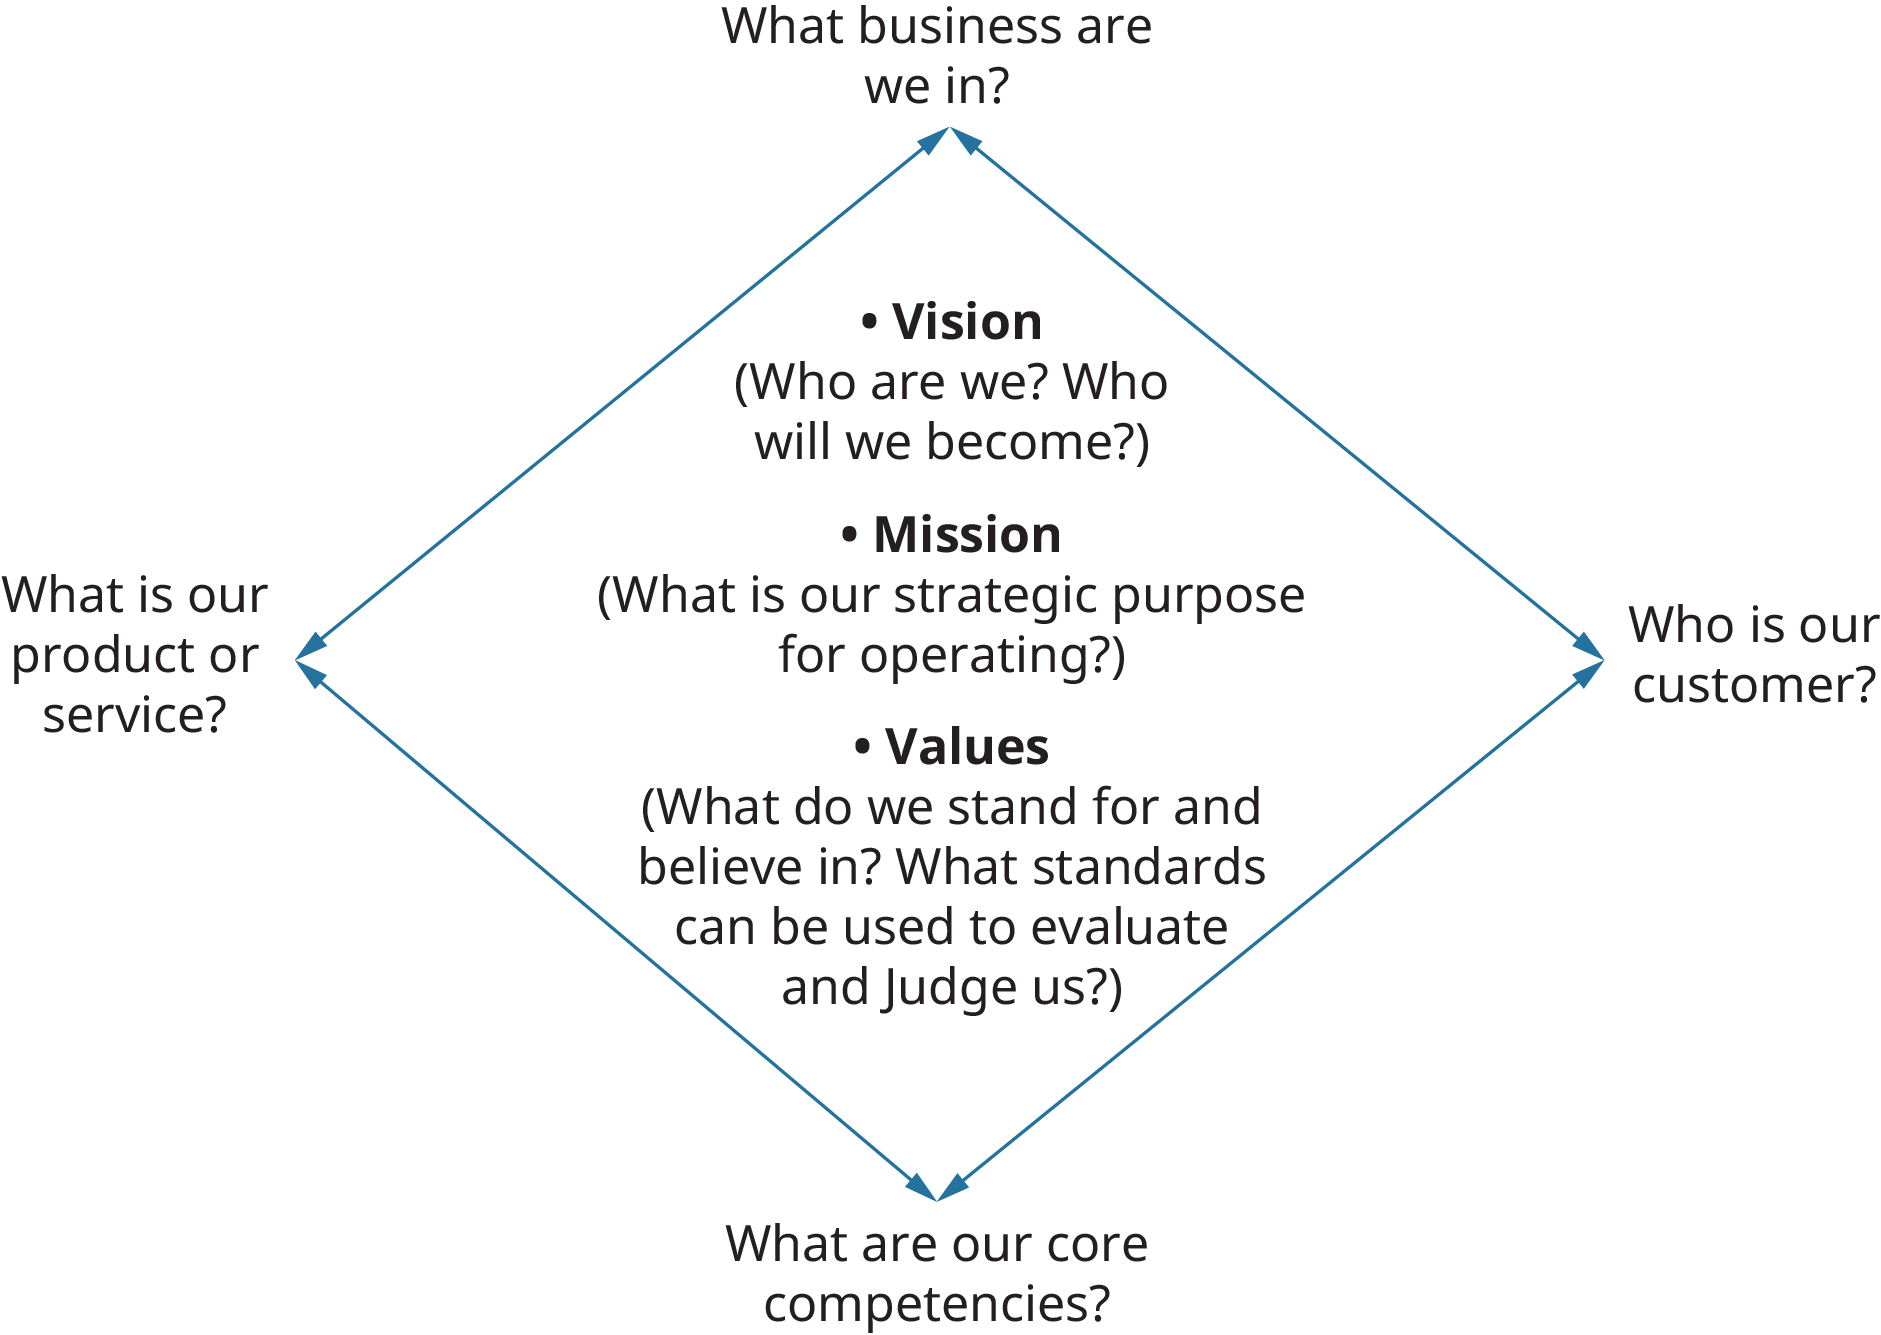 What business are
we in?
• Vision
(Who are we? Who
will we become?)
• Mission
(What is our strategic purpose
for operating?)
What is our
product or
service?
Who is our
customer?
• Values
(What do we stand for and
believe in? What standards
can be used to evaluate
and Judge us?)
What are our core
competencies?